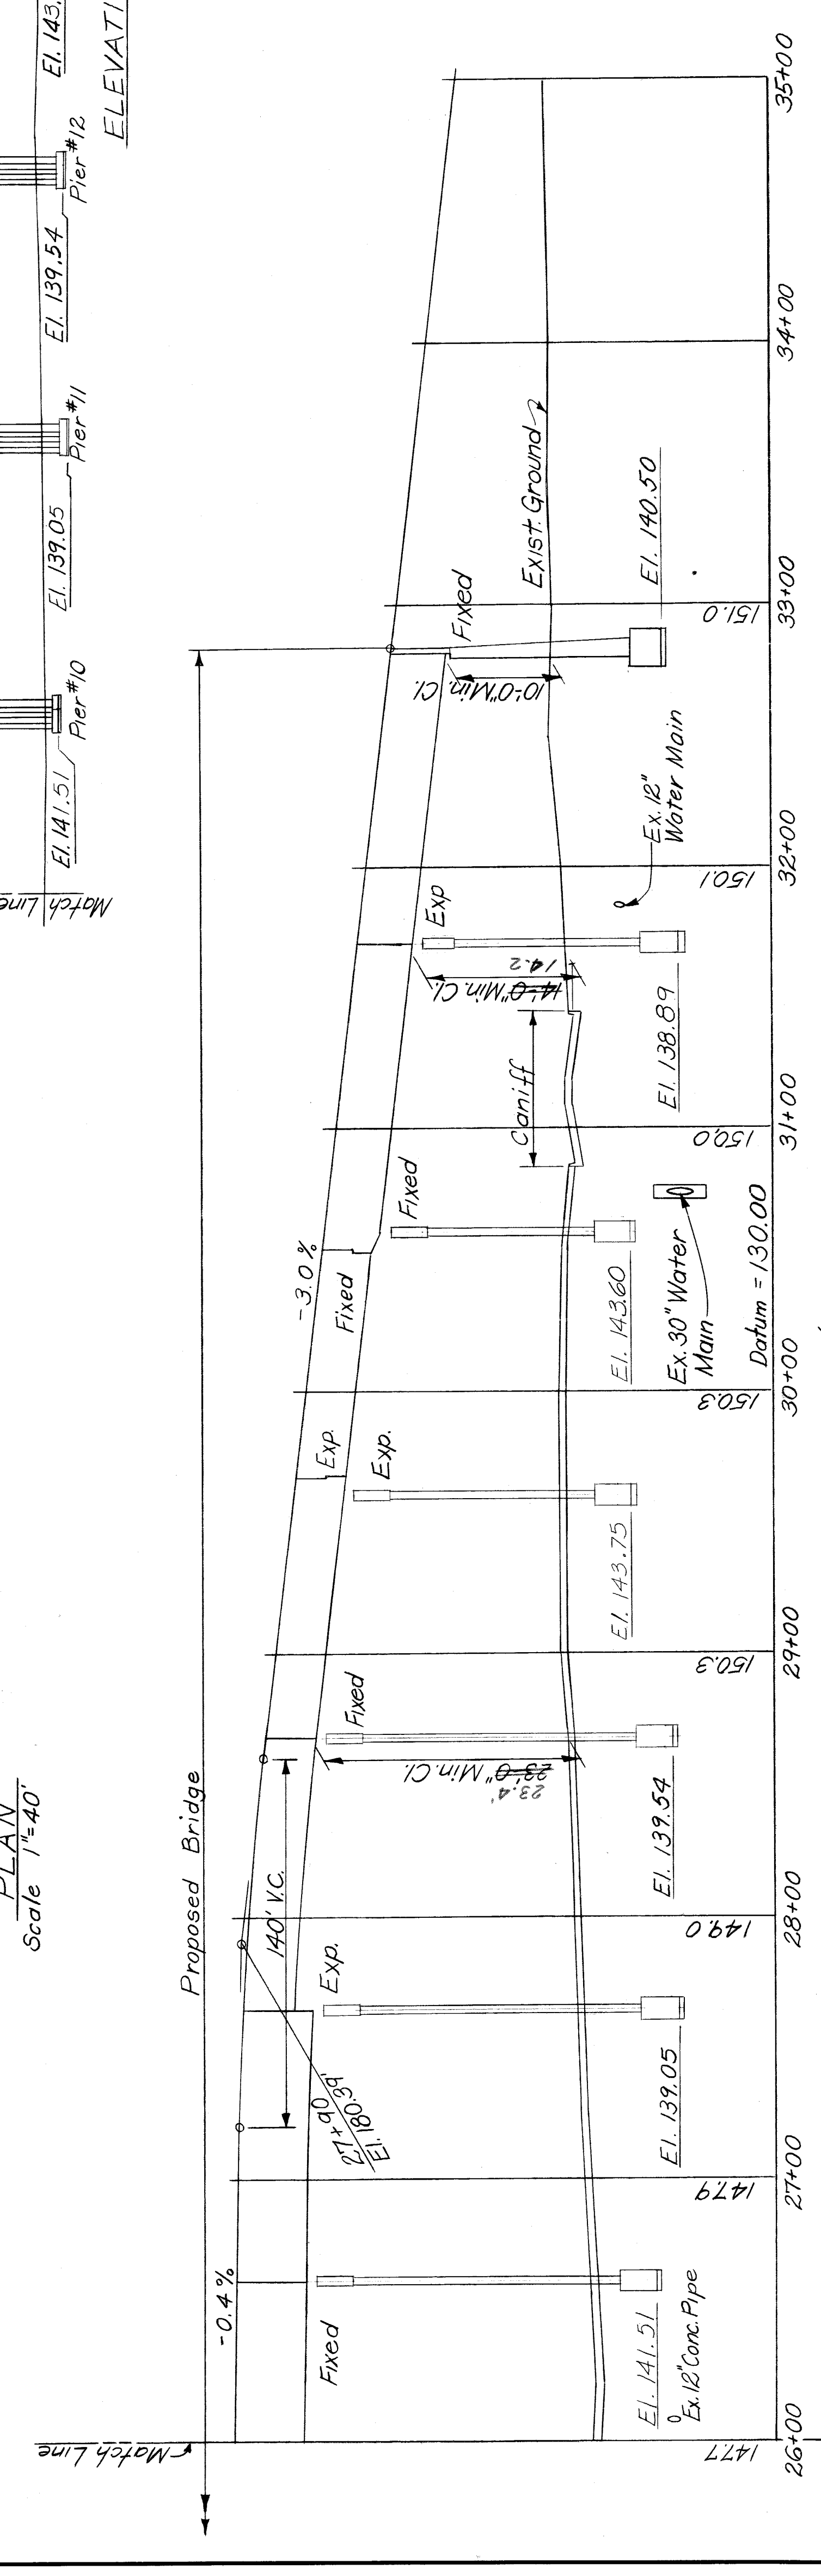 Match Line
El. 141.51
Pier #10
El. 139.05
Pier #11
El. 139.54
Pier #12
El. 143.
ELEVATI
PLAN
Scale 1"=40'
Match Line
Proposed Bridge
-0.4%
-3.0%
140' V.C.
27+90
El. 180.39'
Fixed
Exp.
Fixed
Exp.
Exp.
Fixed
Fixed
Exp
Fixed
23'-0" Min. Cl.
23.4'
Caniff
14'-0" Min. Cl.
14.2
10'-0" Min. Cl.
Exist. Ground
El. 141.51
Ex. 12" Conc. Pipe
El. 139.05
El. 139.54
El. 143.75
El. 143.60
Ex. 30" Water
Main
El. 138.89
Ex. 12"
Water Main
El. 140.50
Datum = 130.00
147.7
147.9
149.0
150.3
150.3
150.0
150.1
151.0
26+00
27+00
28+00
29+00
30+00
31+00
32+00
33+00
34+00
35+00